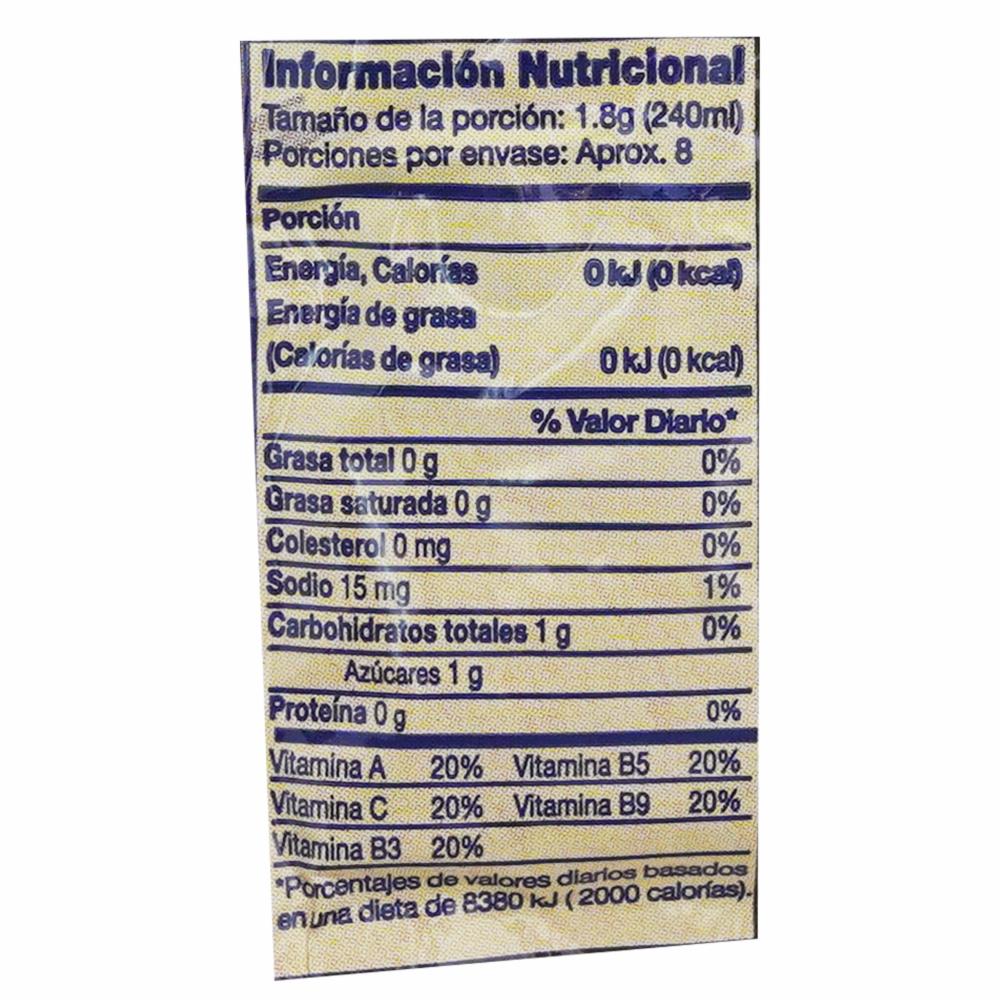 Información Nutricional
Tamaño de la porción: 1.8g (240ml)
Porciones por envase: Aprox. 8
Porción
Energía, Calorías 0 kJ (0 kcal)
Energía de grasa
(Calorías de grasa) 0 kJ (0 kcal)
% Valor Diario*
Grasa total 0 g 0%
Grasa saturada 0 g 0%
Colesterol 0 mg 0%
Sodio 15 mg 1%
Carbohidratos totales 1 g 0%
Azúcares 1 g
Proteína 0 g 0%
Vitamina A 20% Vitamina B5 20%
Vitamina C 20% Vitamina B9 20%
Vitamina B3 20%
*Porcentajes de valores diarios basados
en una dieta de 8380 kJ (2000 calorías).